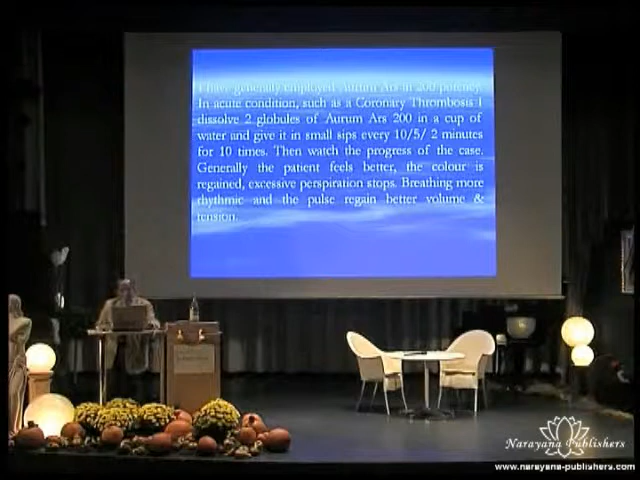 I have generally employed Aurum Ars in 200 potency.
In acute condition, such as a Coronary Thrombosis I
dissolve 2 globules of Aurum Ars 200 in a cup of
water and give it in small sips every 10/5/ 2 minutes
for 10 times. Then watch the progress of the case.
Generally the patient feels better, the colour is
regained, excessive perspiration stops. Breathing more
rhythmic and the pulse regain better volume &
tension.
Narayana Publishers
www.narayana-publishers.com